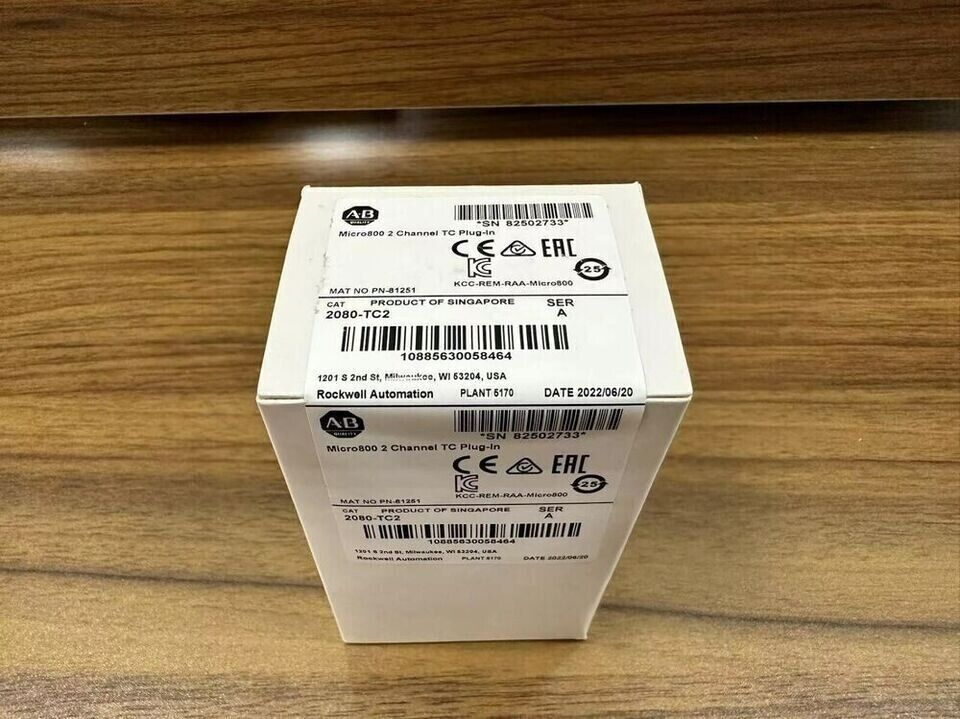 AB
QUALITY
*SN 82502733*
Micro800 2 Channel TC Plug-In
CE EAC
KC
25
KCC-REM-RAA-Micro800
MAT NO PN-81251
CAT PRODUCT OF SINGAPORE SER
2080-TC2 A
10885630058464
1201 S 2nd St, Milwaukee, WI 53204, USA
Rockwell Automation PLANT 5170 DATE 2022/06/20
AB
QUALITY
*SN 82502733*
Micro800 2 Channel TC Plug-In
CE EAC
KC
25
KCC-REM-RAA-Micro800
MAT NO PN-81251
CAT PRODUCT OF SINGAPORE SER
2080-TC2 A
10885630058464
1201 S 2nd St, Milwaukee, WI 53204, USA
Rockwell Automation PLANT 5170 DATE 2022/06/20